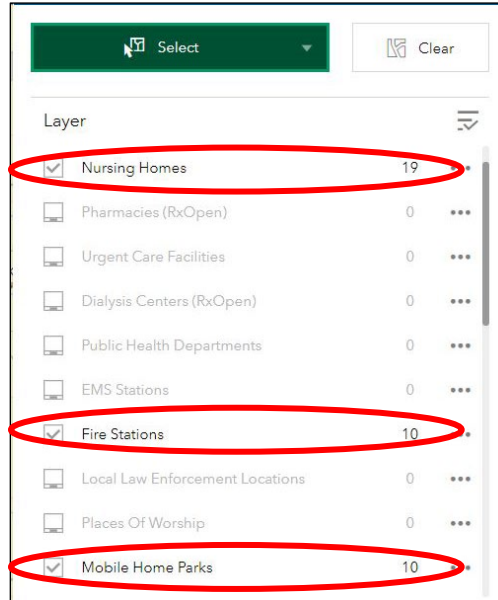 Select
Clear
Layer
Nursing Homes 19
Pharmacies (RxOpen) 0
Urgent Care Facilities 0
Dialysis Centers (RxOpen) 0
Public Health Departments 0
EMS Stations 0
Fire Stations 10
Local Law Enforcement Locations 0
Places Of Worship 0
Mobile Home Parks 10